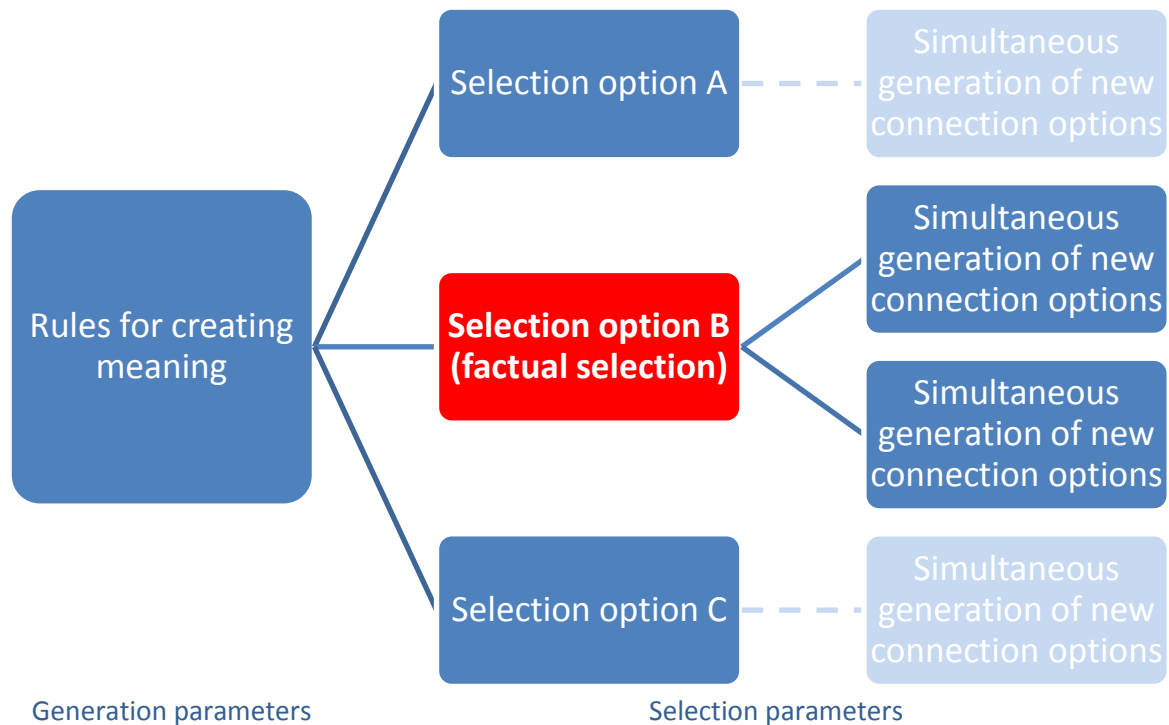 Rules for creating
meaning
Selection option A
Simultaneous
generation of new
connection options
Selection option B
(factual selection)
Simultaneous
generation of new
connection options
Simultaneous
generation of new
connection options
Selection option C
Simultaneous
generation of new
connection options
Generation parameters
Selection parameters